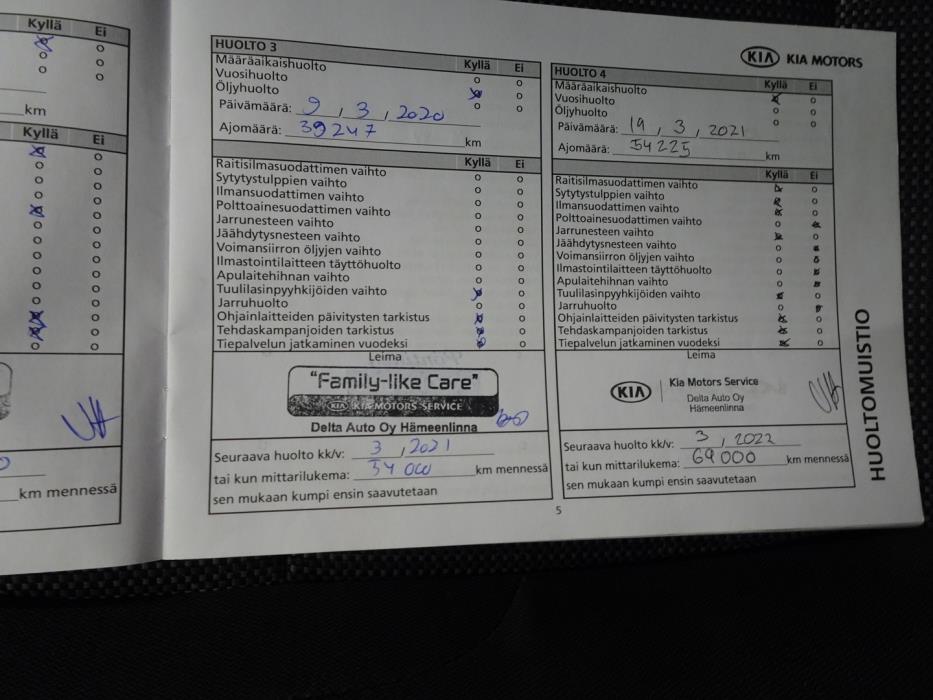 Kyllä Ei
km
Kyllä Ei
km mennessä
HUOLTO 3 Kyllä Ei
Määräaikaishuolto
Vuosihuolto
Öljyhuolto
Päivämäärä: 9 , 3 , 2020
Ajomäärä: 39247 km
Kyllä Ei
Raitisilmasuodattimen vaihto
Sytytystulppien vaihto
Ilmansuodattimen vaihto
Polttoainesuodattimen vaihto
Jarrunesteen vaihto
Jäähdytysnesteen vaihto
Voimansiirron öljyjen vaihto
Ilmastointilaitteen täyttöhuolto
Apulaitehihnan vaihto
Tuulilasinpyyhkijöiden vaihto
Jarruhuolto
Ohjainlaitteiden päivitysten tarkistus
Tehdaskampanjoiden tarkistus
Tiepalvelun jatkaminen vuodeksi
Leima
"Family-like Care"
KIA KIA MOTORS SERVICE
Delta Auto Oy Hämeenlinna
Seuraava huolto kk/v: 3 , 2021
tai kun mittarilukema: 54 000 km mennessä
sen mukaan kumpi ensin saavutetaan
KIA KIA MOTORS
HUOLTO 4 Kyllä Ei
Määräaikaishuolto
Vuosihuolto
Öljyhuolto
Päivämäärä: 19 , 3 , 2021
Ajomäärä: 54225 km
Kyllä Ei
Raitisilmasuodattimen vaihto
Sytytystulppien vaihto
Ilmansuodattimen vaihto
Polttoainesuodattimen vaihto
Jarrunesteen vaihto
Jäähdytysnesteen vaihto
Voimansiirron öljyjen vaihto
Ilmastointilaitteen täyttöhuolto
Apulaitehihnan vaihto
Tuulilasinpyyhkijöiden vaihto
Jarruhuolto
Ohjainlaitteiden päivitysten tarkistus
Tehdaskampanjoiden tarkistus
Tiepalvelun jatkaminen vuodeksi
Leima
KIA Kia Motors Service
Delta Auto Oy
Hämeenlinna
Seuraava huolto kk/v: 3 , 2022
tai kun mittarilukema: 69000 km mennessä
sen mukaan kumpi ensin saavutetaan
HUOLTOMUISTIO
5